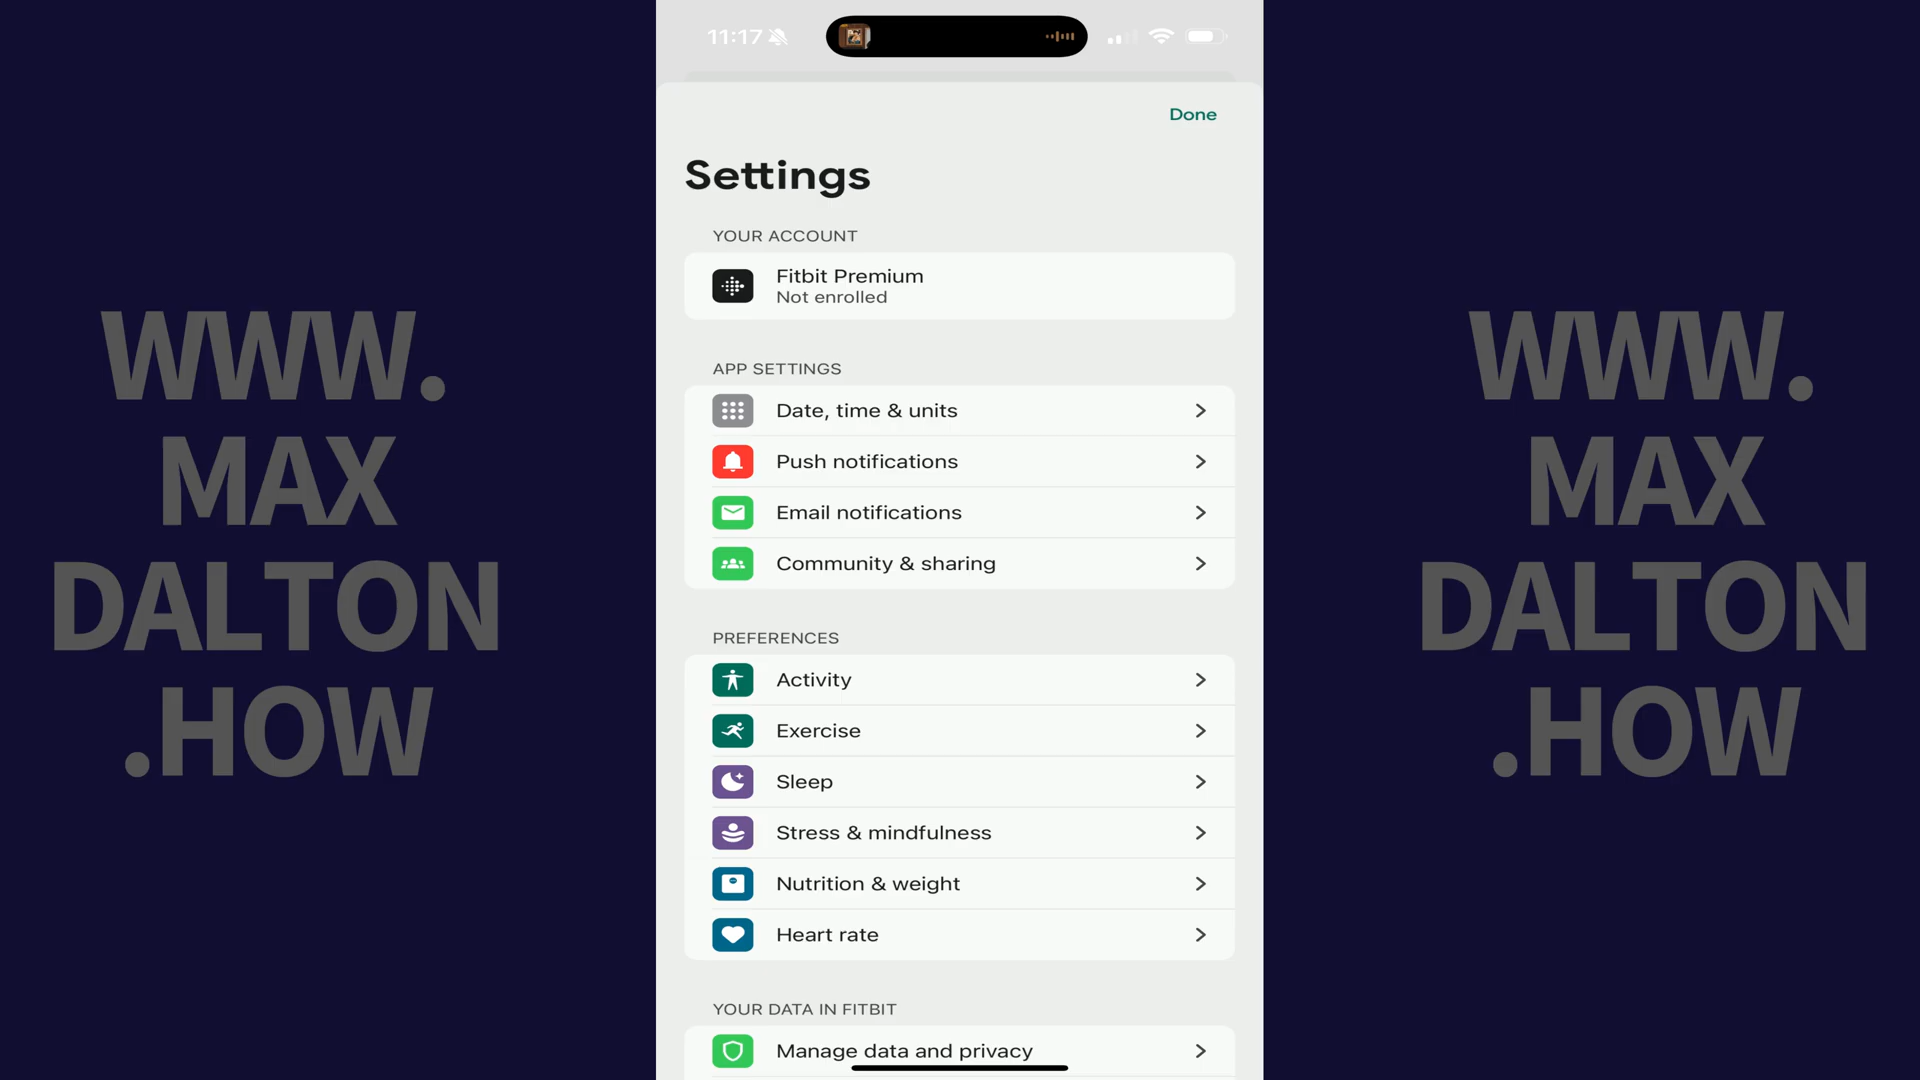 WWW.
MAX
DALTON
.HOW
11:17
Done
Settings
YOUR ACCOUNT
Fitbit Premium
Not enrolled
APP SETTINGS
Date, time & units
Push notifications
Email notifications
Community & sharing
PREFERENCES
Activity
Exercise
Sleep
Stress & mindfulness
Nutrition & weight
Heart rate
YOUR DATA IN FITBIT
Manage data and privacy
WWW.
MAX
DALTON
.HOW